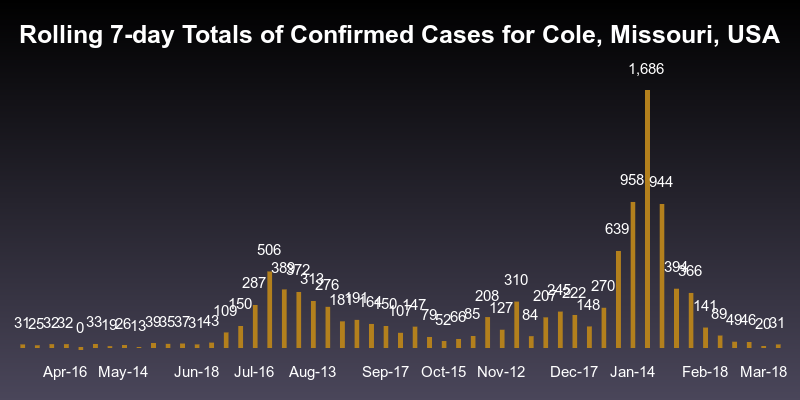 Rolling 7-day Totals of Confirmed Cases for Cole, Missouri, USA
1,686
958 944
639
506
389 372 394 366
287 312 276 310 270
208 207 245 222
109 150 181 191 164 150 107 147 127 148 141
31 25 32 32 0 33 19 26 13 39 35 37 31 43 79 52 66 85 84 89 49 46 20 31
Apr-16 May-14 Jun-18 Jul-16 Aug-13 Sep-17 Oct-15 Nov-12 Dec-17 Jan-14 Feb-18 Mar-18